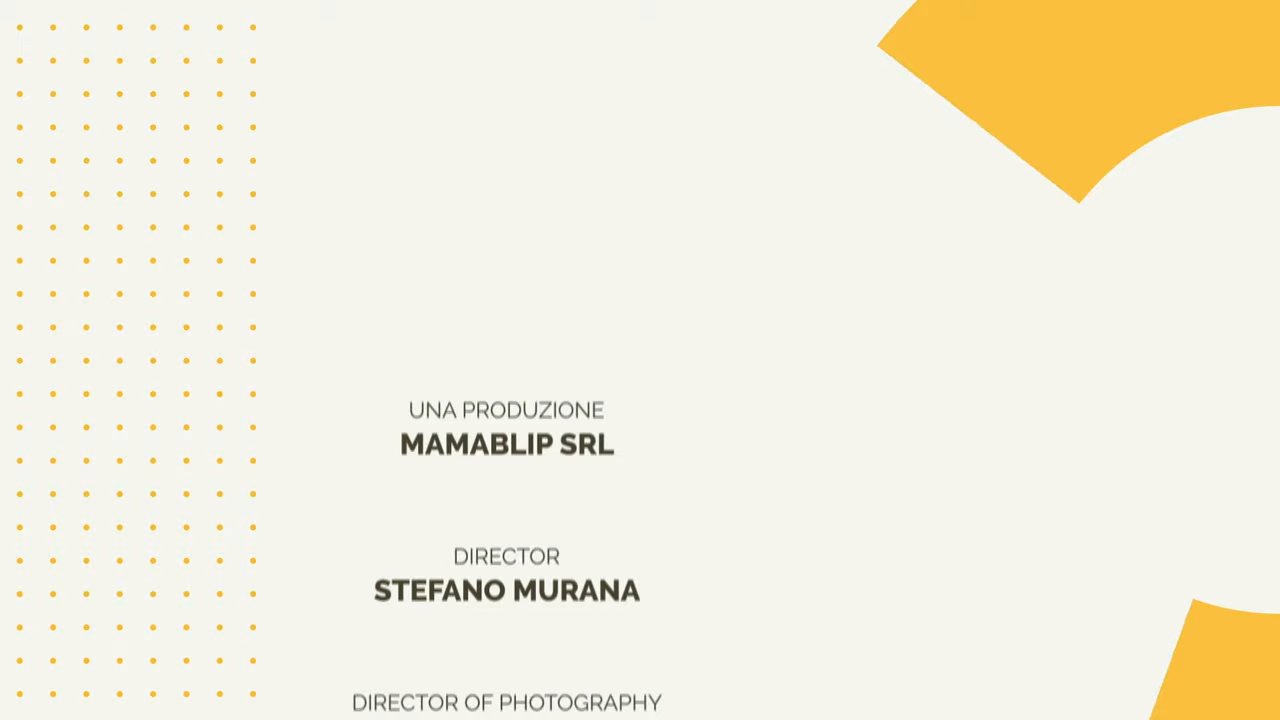 UNA PRODUZIONE
MAMABLIP SRL
DIRECTOR
STEFANO MURANA
DIRECTOR OF PHOTOGRAPHY